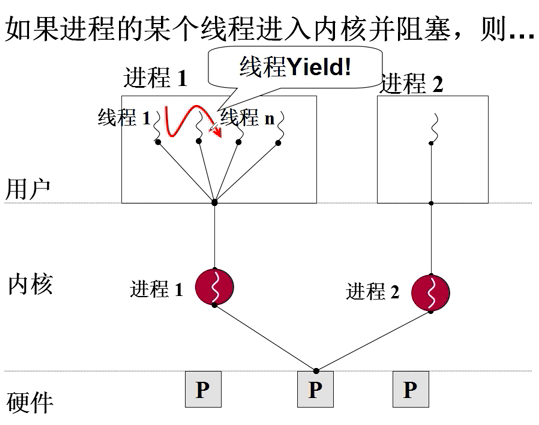 如果进程的某个线程进入内核并阻塞，则…
进程 1
线程Yield!
进程 2
线程 1
线程 n
用户
内核
进程 1
进程 2
硬件
P
P
P